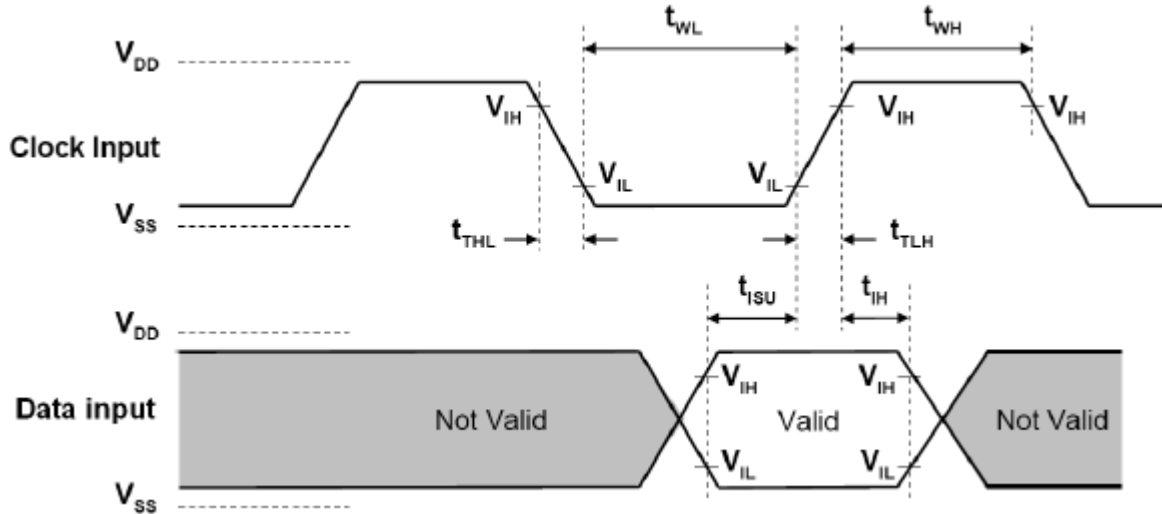 t_WL t_WH
V_DD
V_IH V_IH V_IH
Clock Input
V_IL V_IL
V_SS
t_THL t_TLH
t_ISU t_IH
V_DD
V_IH V_IH
Data input Not Valid Valid Not Valid
V_IL V_IL
V_SS